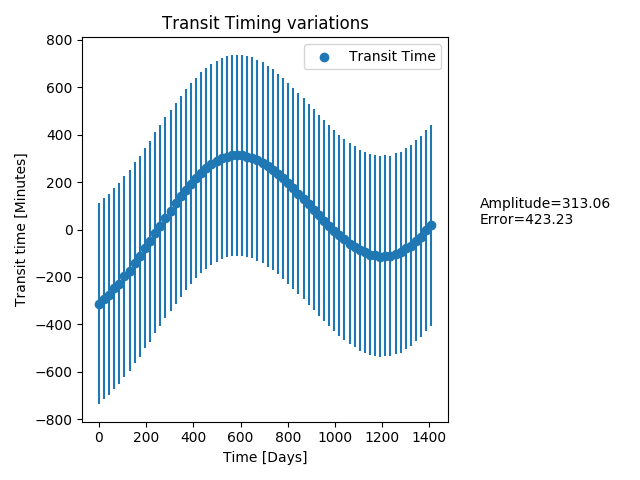 Transit Timing variations
Transit Time
Transit time [Minutes]
800
600
400
200
0
−200
−400
−600
−800
0 200 400 600 800 1000 1200 1400
Time [Days]
Amplitude=313.06
Error=423.23